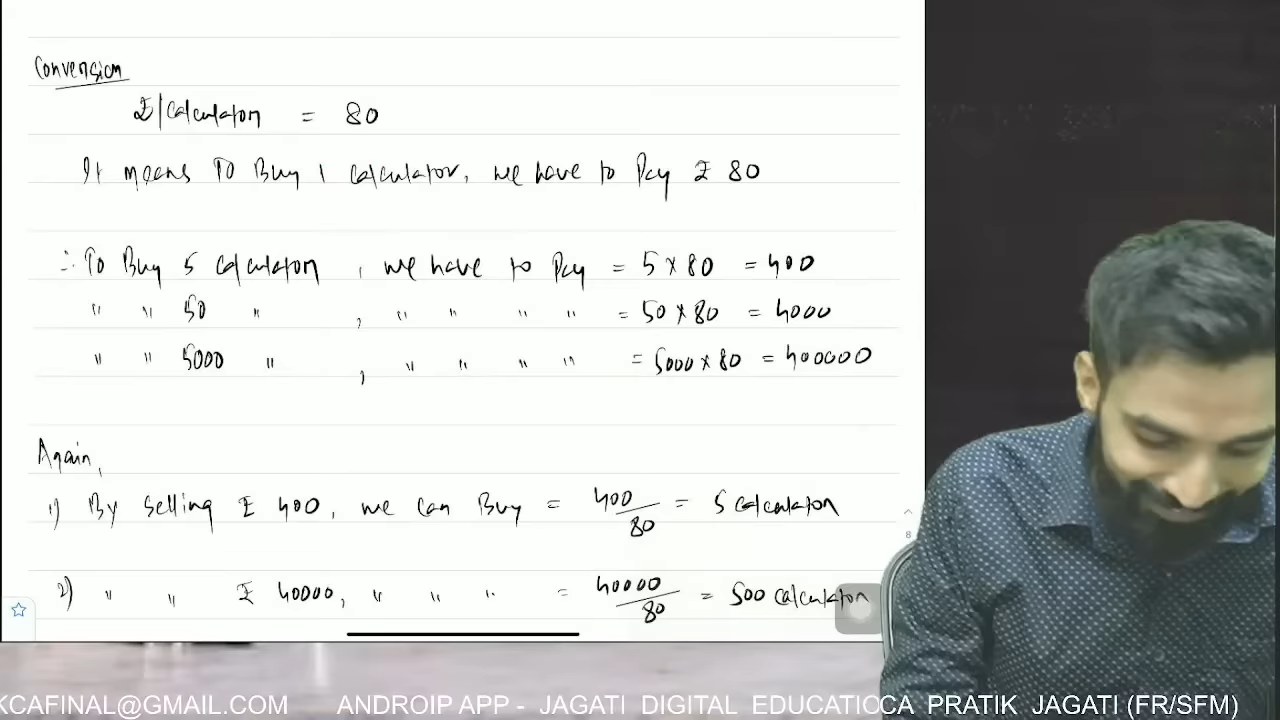 Conversion
₹/Calculator = 80
It means To Buy 1 calculator, we have to Pay ₹ 80
∴ To Buy 5 calculator, we have to Pay = 5 × 80 = 400
" " 50 " , " " " " = 50 × 80 = 4000
" " 5000 " , " " " " = 5000 × 80 = 400000
Again,
1) By selling ₹ 400, we can Buy = 400/80 = 5 calculator
8
2) " " ₹ 40000, " " " = 40000/80 = 500 calculator
KCAFINAL@GMAIL.COM ANDROIP APP - JAGATI DIGITAL EDUCATIOCA PRATIK JAGATI (FR/SFM)